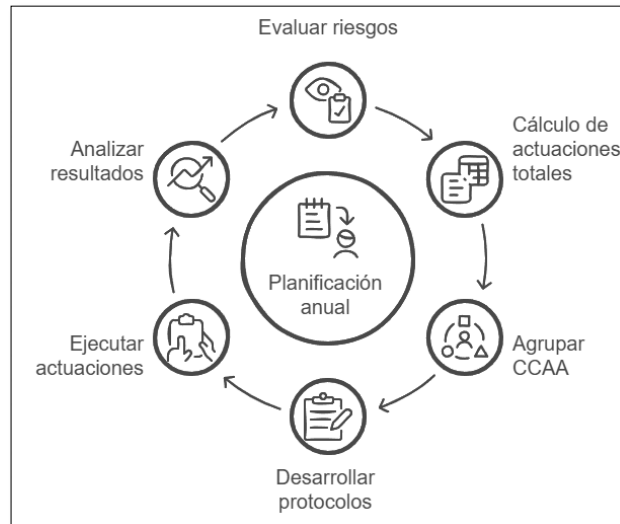 Evaluar riesgos
Cálculo de
actuaciones
totales
Agrupar
CCAA
Desarrollar
protocolos
Ejecutar
actuaciones
Analizar
resultados
Planificación
anual